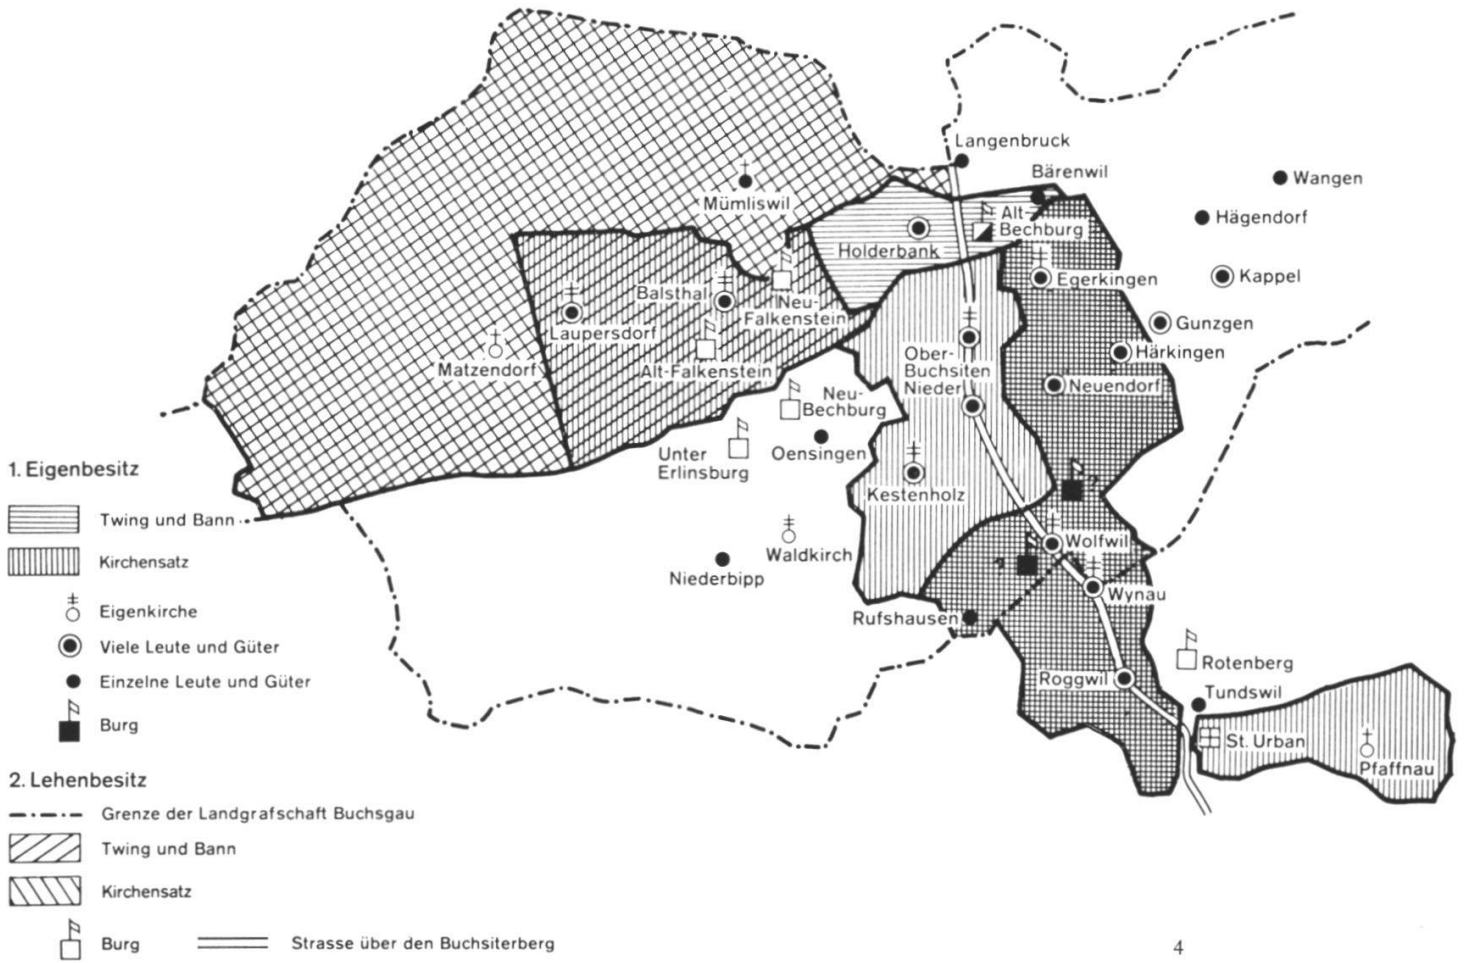 Langenbruck
Bärenwil
Wangen
Mümliswil
Alt-
Bechburg
Hägendorf
Holderbank
Egerkingen
Kappel
Balsthal
Neu-
Falkenstein
Laupersdorf
Gunzgen
Matzendorf
Alt-Falkenstein
Ober-
Buchsiten
Nieder
Härkingen
Neuendorf
Neu-
Bechburg
Unter
Erlinsburg
Oensingen
Kestenholz
?
Waldkirch
Wolfwil
?
Niederbipp
Wynau
Rufshausen
Rotenberg
Roggwil
Tundswil
St. Urban
Pfaffnau
1. Eigenbesitz
Twing und Bann
Kirchensatz
Eigenkirche
Viele Leute und Güter
Einzelne Leute und Güter
Burg
2. Lehenbesitz
Grenze der Landgrafschaft Buchsgau
Twing und Bann
Kirchensatz
Burg
Strasse über den Buchsiterberg
4